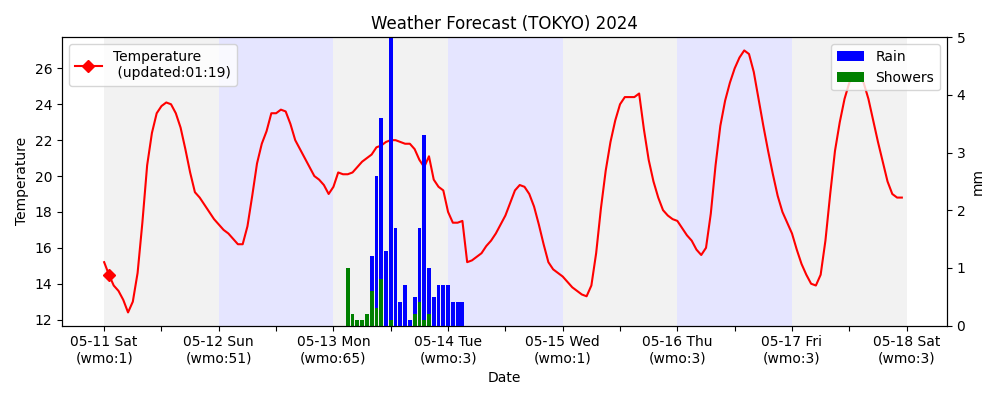 Weather Forecast (TOKYO) 2024
Temperature
(updated:01:19)
Rain
Showers
Temperature
26
24
22
20
18
16
14
12
5
4
3
2
1
0
mm
05-11 Sat
(wmo:1)
05-12 Sun
(wmo:51)
05-13 Mon
(wmo:65)
05-14 Tue
(wmo:3)
05-15 Wed
(wmo:1)
05-16 Thu
(wmo:3)
05-17 Fri
(wmo:3)
05-18 Sat
(wmo:3)
Date